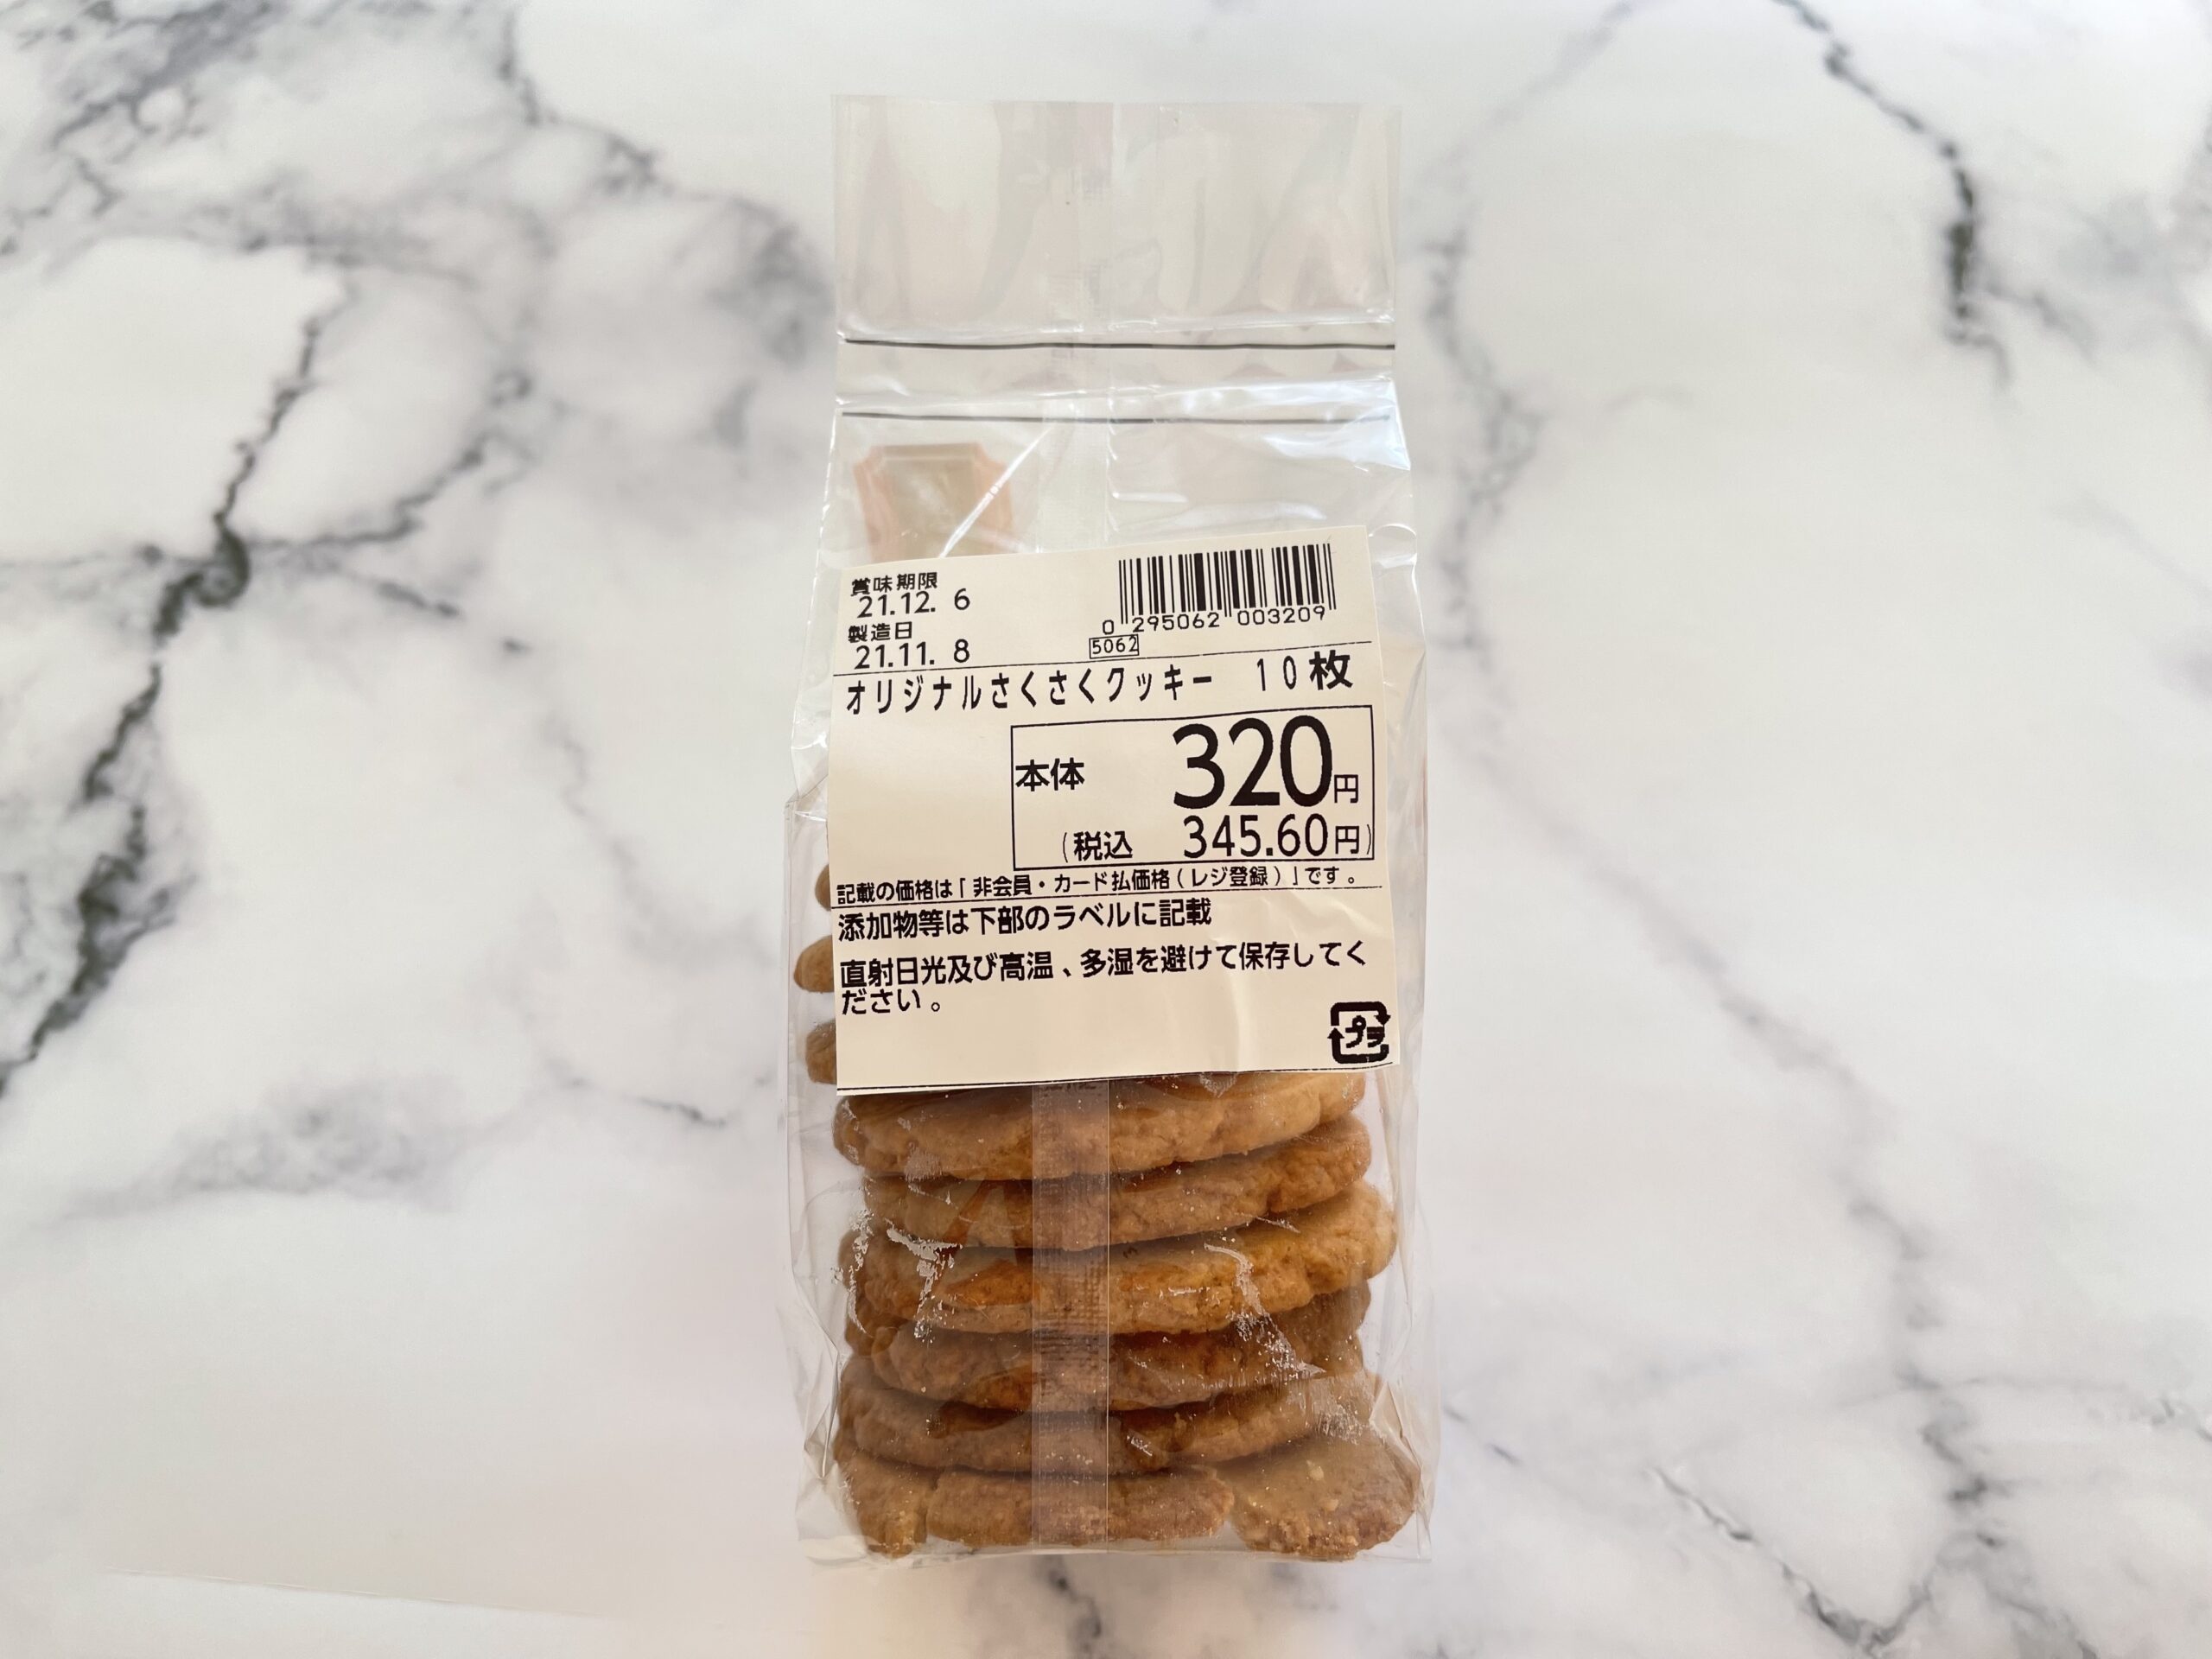 賞味期限
21.12. 6
製造日
21.11. 8
0 295062 003209
5062
オリジナルさくさくクッキー 10枚
本体 320円
(税込 345.60円)
記載の価格は「非会員・カード払価格(レジ登録)」です。
添加物等は下部のラベルに記載
直射日光及び高温、多湿を避けて保存してく
ださい。
プラ